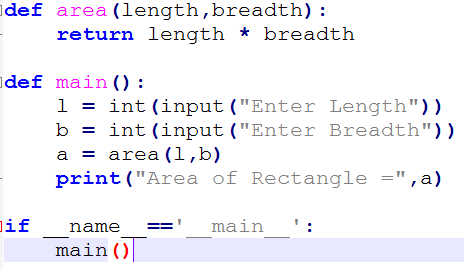 def area(length,breadth):
    return length * breadth
def main():
    l = int(input("Enter Length"))
    b = int(input("Enter Breadth"))
    a = area(l,b)
    print("Area of Rectangle =",a)
if __name__=='__main__':
    main()